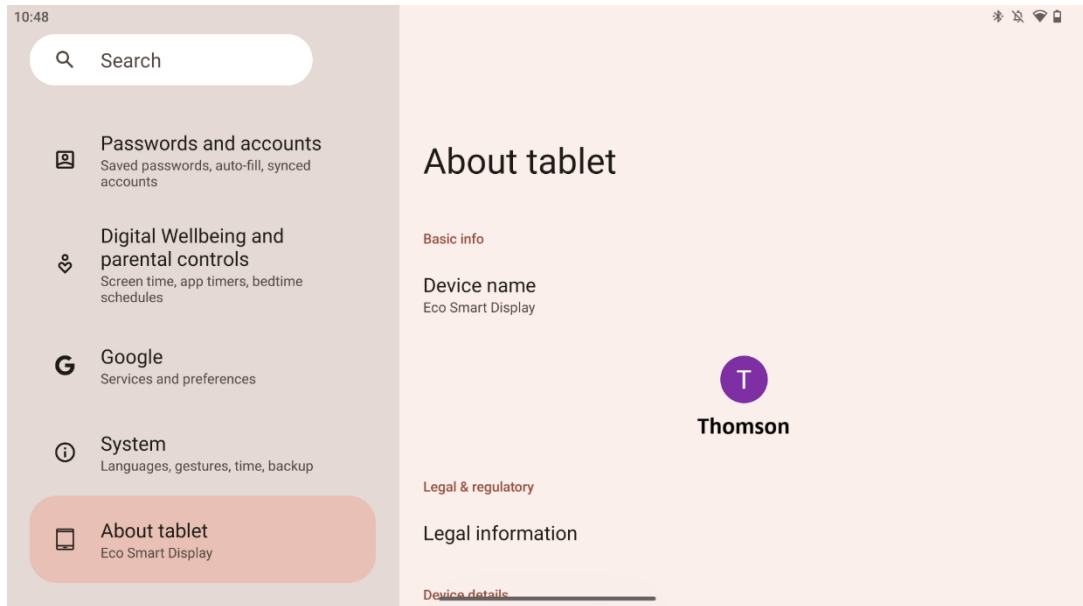 10:48
Search
Passwords and accounts
Saved passwords, auto-fill, synced
accounts
Digital Wellbeing and
parental controls
Screen time, app timers, bedtime
schedules
G
Google
Services and preferences
System
Languages, gestures, time, backup
About tablet
Eco Smart Display
About tablet
Basic info
Device name
Eco Smart Display
T
Thomson
Legal & regulatory
Legal information
Device details